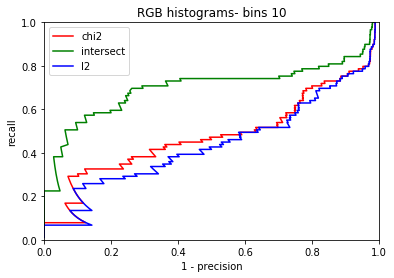 RGB histograms- bins 10
chi2
intersect
l2
recall
1.0
0.8
0.6
0.4
0.2
0.0
0.0 0.2 0.4 0.6 0.8 1.0
1 - precision